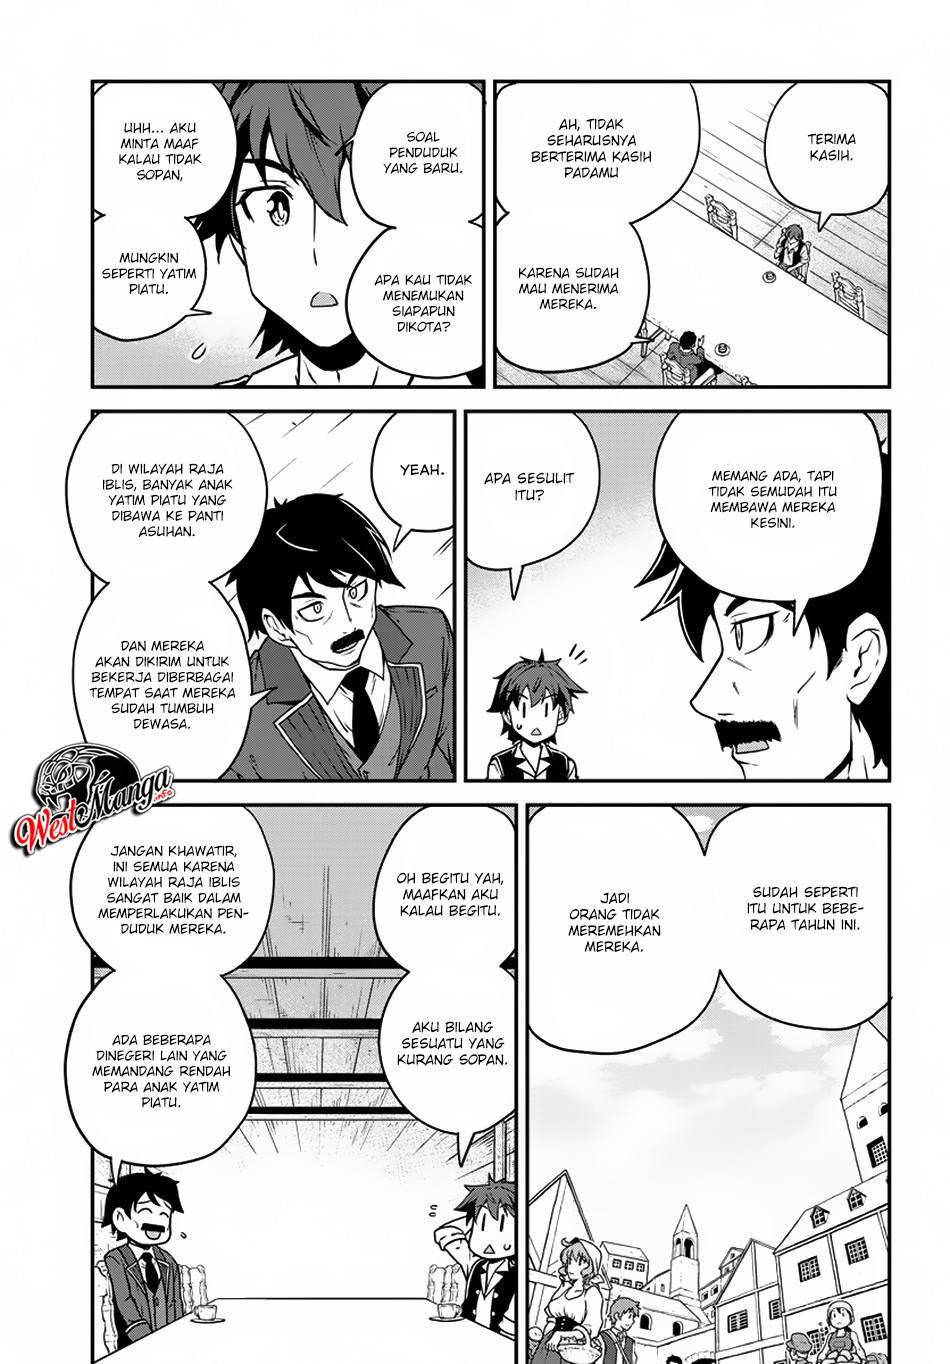 TERIMA
KASIH.
AH, TIDAK
SEHARUSNYA
BERTERIMA KASIH
PADAMU
KARENA SUDAH
MAU MENERIMA
MEREKA.
SOAL
PENDUDUK
YANG BARU.
APA KAU TIDAK
MENEMUKAN
SIAPAPUN
DIKOTA?
UHH... AKU
MINTA MAAF
KALAU TIDAK
SOPAN,
MUNGKIN
SEPERTI YATIM
PIATU.
MEMANG ADA, TAPI
TIDAK SEMUDAH ITU
MEMBAWA MEREKA
KESINI.
APA SESULIT
ITU?
YEAH.
DI WILAYAH RAJA
IBLIS, BANYAK ANAK
YATIM PIATU YANG
DIBAWA KE PANTI
ASUHAN.
DAN MEREKA
AKAN DIKIRIM UNTUK
BEKERJA DIBERBAGAI
TEMPAT SAAT MEREKA
SUDAH TUMBUH
DEWASA.
SUDAH SEPERTI
ITU UNTUK BEBE-
RAPA TAHUN INI.
JADI
ORANG TIDAK
MEREMEHKAN
MEREKA.
OH BEGITU YAH,
MAAFKAN AKU
KALAU BEGITU.
AKU BILANG
SESUATU YANG
KURANG SOPAN.
JANGAN KHAWATIR,
INI SEMUA KARENA
WILAYAH RAJA IBLIS
SANGAT BAIK DALAM
MEMPERLAKUKAN PEN-
DUDUK MEREKA.
ADA BEBERAPA
DINEGERI LAIN YANG
MEMANDANG RENDAH
PARA ANAK YATIM
PIATU.
WestManga.info